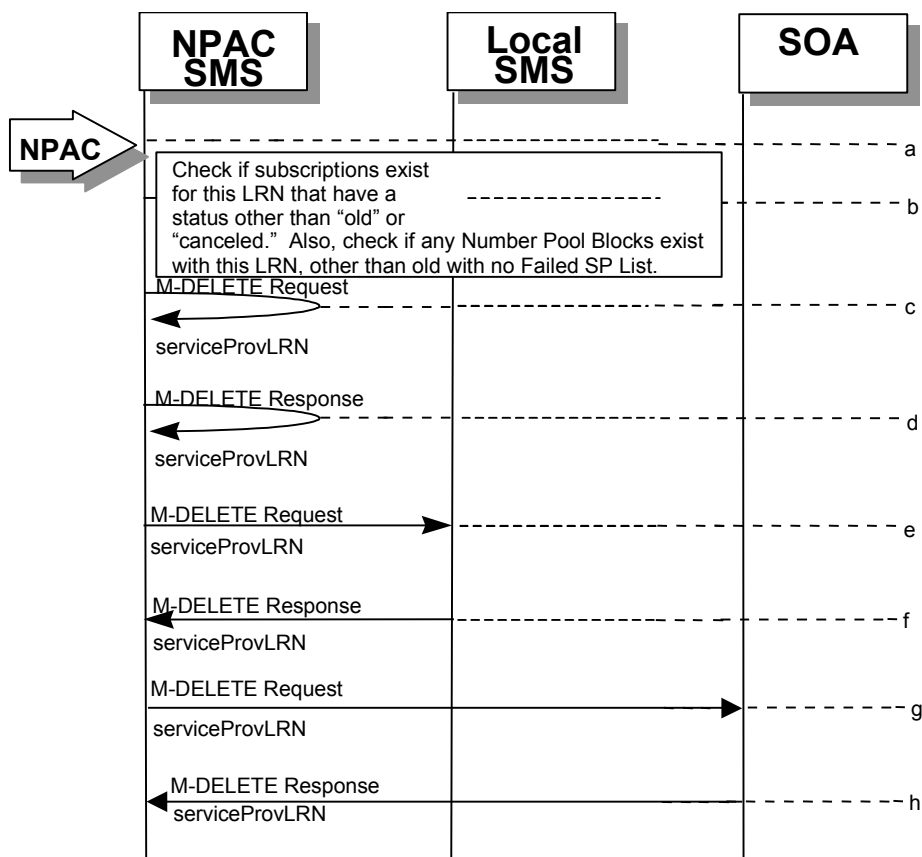 NPAC
SMS
Local
SMS
SOA
NPAC
a
Check if subscriptions exist
for this LRN that have a
status other than “old” or
“canceled.” Also, check if any Number Pool Blocks exist
with this LRN, other than old with no Failed SP List.
b
M-DELETE Request
c
serviceProvLRN
M-DELETE Response
d
serviceProvLRN
M-DELETE Request
e
serviceProvLRN
M-DELETE Response
f
serviceProvLRN
M-DELETE Request
g
serviceProvLRN
M-DELETE Response
h
serviceProvLRN